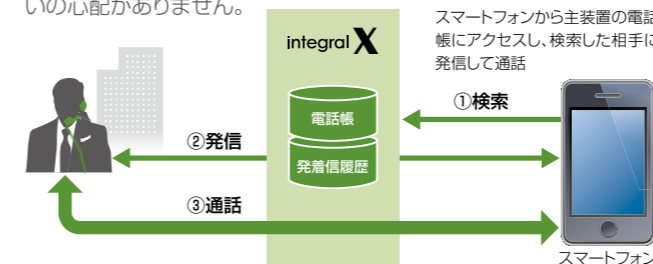 いの心配がありません。
スマートフォンから主装置の電話
帳にアクセスし、検索した相手に
発信して通話
integral X
①検索
電話帳
②発信
発着信履歴
③通話
スマートフォン